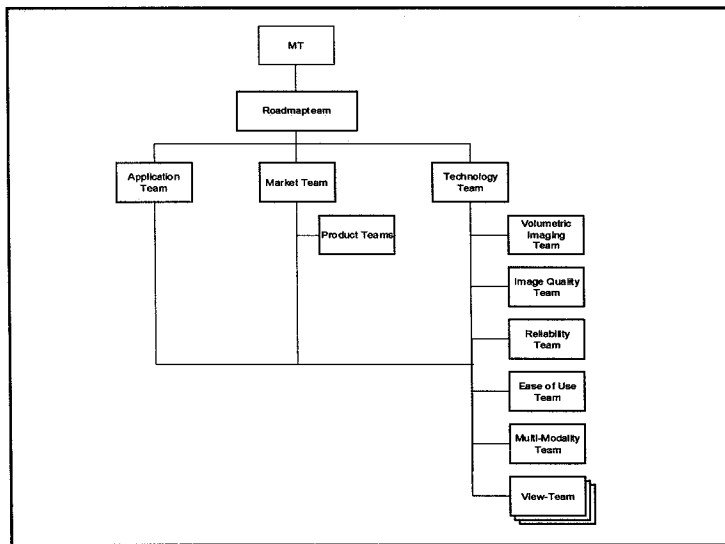 MT
Roadmapteam
Application
Team
Market Team
Technology
Team
Product Teams
Volumetric
Imaging
Team
Image Quality
Team
Reliability
Team
Ease of Use
Team
Multi-Modality
Team
View-Team